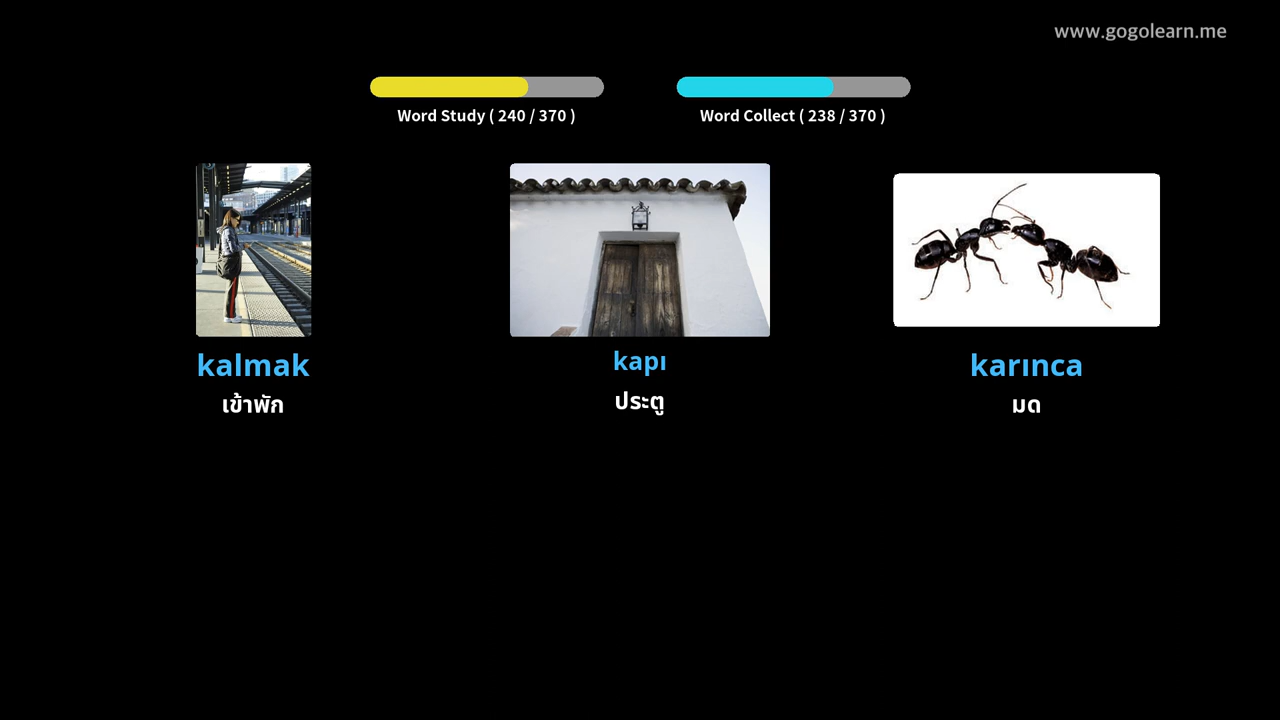 www.gogolearn.me
Word Study ( 240 / 370 )
Word Collect ( 238 / 370 )
kalmak
เข้าพัก
kapı
ประตู
karınca
มด